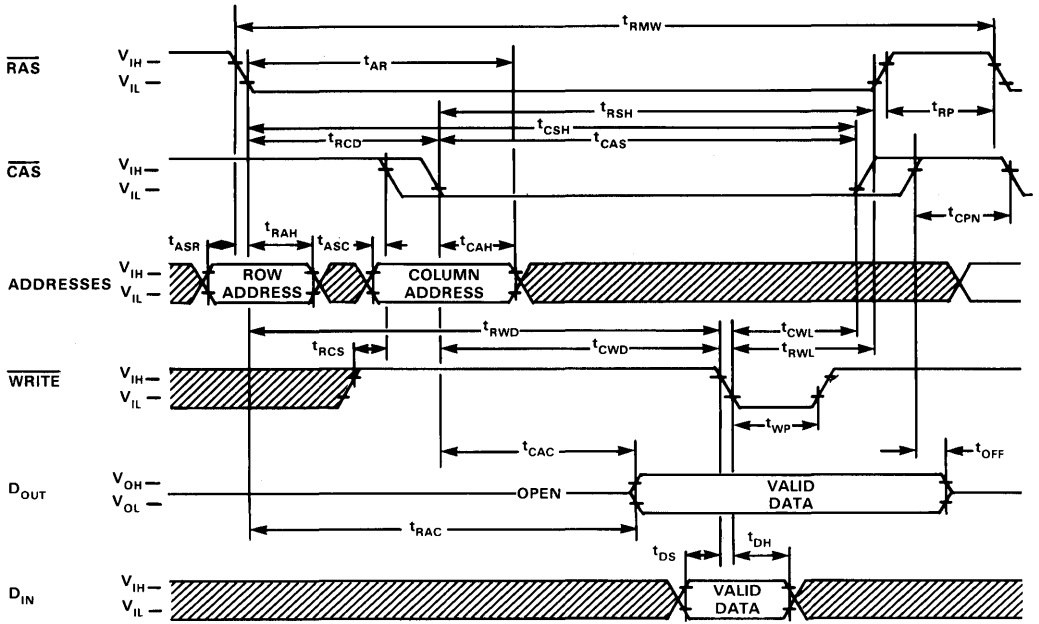 tRMW
RAS
VIH
VIL
tAR
tRSH
tRP
tCSH
tRCD
tCAS
CAS
VIH
VIL
tCPN
tASR
tRAH
tASC
tCAH
ADDRESSES
VIH
VIL
ROW
ADDRESS
COLUMN
ADDRESS
tRWD
tCWL
tRCS
tCWD
tRWL
WRITE
VIH
VIL
tWP
tCAC
tOFF
DOUT
VOH
VOL
OPEN
VALID
DATA
tRAC
tDS
tDH
DIN
VIH
VIL
VALID
DATA